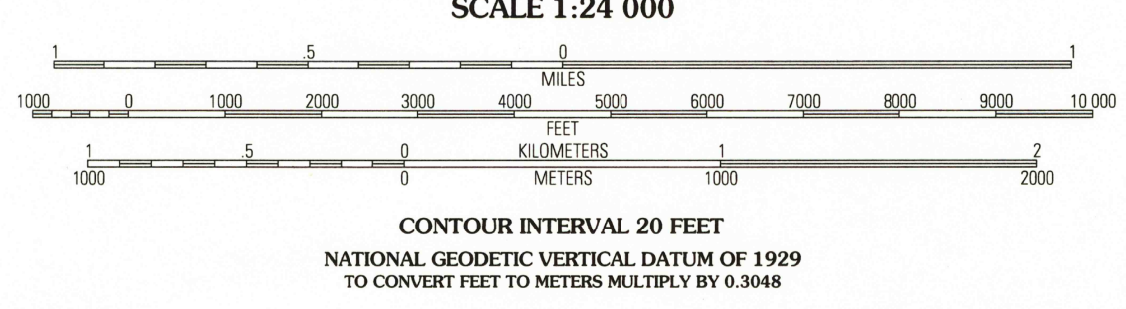 SCALE 1:24 000
1 .5 0 1
MILES
1000 0 1000 2000 3000 4000 5000 6000 7000 8000 9000 10 000
FEET
1 .5 0 KILOMETERS 1 2
1000 0 METERS 1000 2000
CONTOUR INTERVAL 20 FEET
NATIONAL GEODETIC VERTICAL DATUM OF 1929
TO CONVERT FEET TO METERS MULTIPLY BY 0.3048